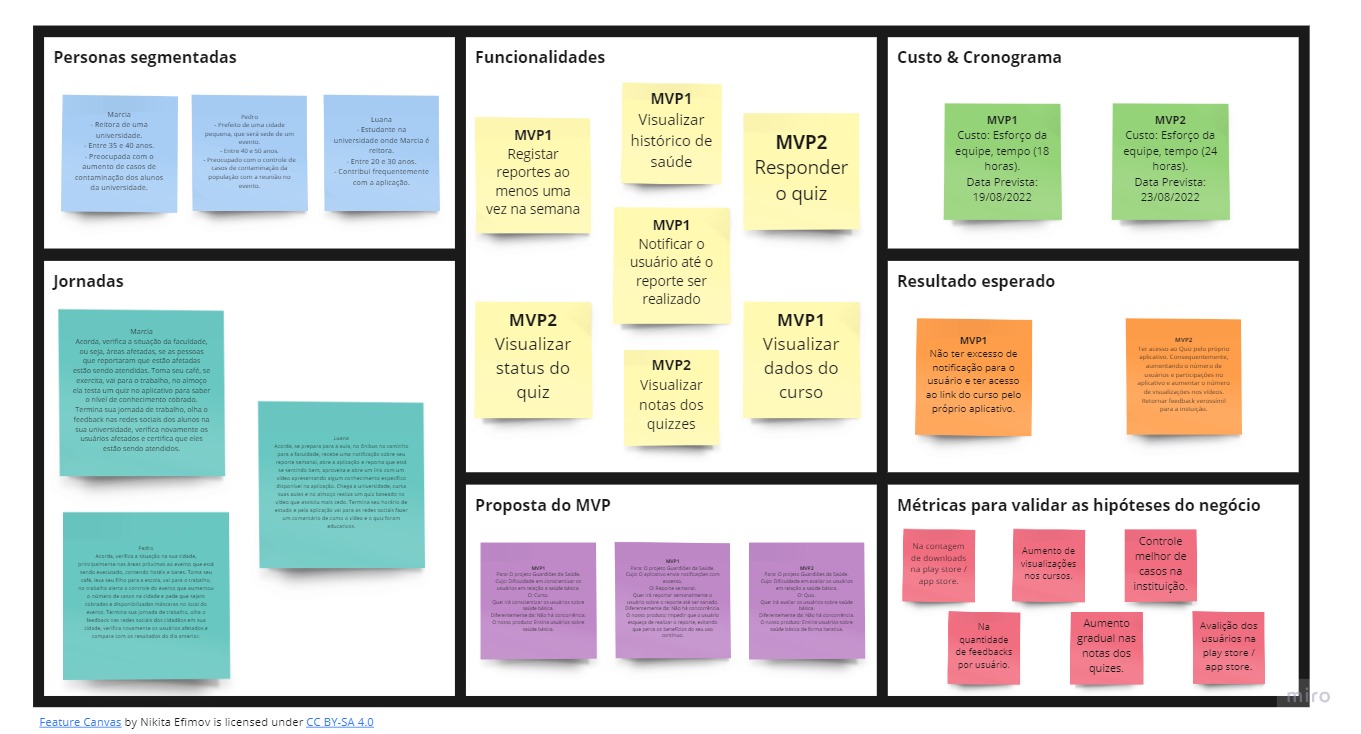 Personas segmentadas
Marcia
- Reitora de uma
universidade.
- Entre 35 e 40 anos.
- Preocupada com o
aumento de casos de
contaminação dos alunos
da universidade.
Pedro
- Prefeito de uma cidade
pequena, que será sede de um
evento.
- Entre 40 e 50 anos.
- Preocupado com o controle de
casos de contaminação da
população com a reunião no
evento.
Luana
- Estudante na
universidade onde Marcia é
reitora.
- Entre 20 e 30 anos.
- Contribui frequentemente
com a aplicação.
Jornadas
Marcia
Acorda, verifica a situação da faculdade,
ou seja, áreas afetadas, se as pessoas
que reportaram que estão afetadas
estão sendo atendidas. Toma seu café, se
exercita, vai para o trabalho, no almoço
ela testa um quiz no aplicativo para saber
o nível de conhecimento cobrado.
Termina sua jornada de trabalho, olha o
feedback nas redes sociais dos alunos na
sua universidade, verifica novamente os
usuários afetados e certifica que eles
estão sendo atendidos.
Luana
Acorda, se prepara para a aula, no ônibus no caminho
para a faculdade, recebe uma notificação sobre seu
reporte semanal, abre a aplicação e reporta que está
se sentindo bem, aproveita e abre um link com um
vídeo apresentando algum conhecimento específico
disponível na aplicação. Chega à universidade, cursa
suas aulas e no almoço realiza um quiz baseado no
vídeo que assistiu mais cedo. Termina seu horário de
estudo e pela aplicação vai para as redes sociais fazer
um comentário de como o vídeo e o quiz foram
educativos.
Pedro
Acorda, verifica a situação na sua cidade,
principalmente nas áreas próximas ao evento que está
sendo executado, contendo hotéis e bares. Toma seu
café, leva seu filho para a escola, vai para o trabalho,
no trabalho alerta o controle do evento que aumentou
o número de casos na cidade e pede que sejam
cobradas e disponibilizadas máscaras no local do
evento. Termina sua jornada de trabalho, olha o
feedback nas redes sociais dos cidadãos em sua
cidade, verifica novamente os usuários afetados e
compara com os resultados do dia anterior.
Funcionalidades
MVP1
Registar
reportes ao
menos uma
vez na semana
MVP1
Visualizar
histórico de
saúde
MVP2
Responder
o quiz
MVP1
Notificar o
usuário até o
reporte ser
realizado
MVP2
Visualizar
status do
quiz
MVP2
Visualizar
notas dos
quizzes
MVP1
Visualizar
dados do
curso
Proposta do MVP
MVP1
Para: O projeto Guardiões da Saúde.
Cujo: Dificuldade em conscientizar os
usuários em relação a saúde básica
O: Curso.
Que: Irá conscientizar os usuários sobre
saúde básica.
Diferentemente da: Não há concorrência.
O nosso produto: Ensina usuários sobre
saúde básica.
MVP1
Para: O projeto Guardiões da Saúde.
Cujo: O aplicativo envie notificações com
excesso.
O: Reporte semanal.
Que: Irá reportar semanalmente o
usuário sobre o reporte até ser sanado.
Diferentemente da: Não há concorrência.
O nosso produto: Impedir que o usuário
esqueça de realizar o reporte, evitando
que perca os benefícios do seu uso
contínuo.
MVP2
Para: O projeto Guardiões da Saúde.
Cujo: Dificuldade em avaliar os usuários
em relação a saúde básica
O: Quiz.
Que: Irá avaliar os usuários sobre saúde
básica.
Diferentemente da: Não há concorrência.
O nosso produto: Ensina usuários sobre
saúde básica de forma iterativa.
Custo & Cronograma
MVP1
Custo: Esforço da
equipe, tempo (18
horas).
Data Prevista:
19/08/2022
MVP2
Custo: Esforço da
equipe, tempo (24
horas).
Data Prevista:
23/08/2022
Resultado esperado
MVP1
Não ter excesso de
notificação para o
usuário e ter acesso
ao link do curso pelo
próprio aplicativo.
MVP2
Ter acesso ao Quiz pelo próprio
aplicativo. Consequentemente,
aumentando o número de
usuários e participações no
aplicativo e aumentar o número
de visualizações nos vídeos.
Retornar feedback verossímil
para a instuição.
Métricas para validar as hipóteses do negócio
Na contagem
de downloads
na play store /
app store.
Aumento de
visualizações
nos cursos.
Controle
melhor de
casos na
instituição.
Na
quantidade
de feedbacks
por usuário.
Aumento
gradual nas
notas dos
quizes.
Avalição dos
usuários na
play store /
app store.
miro
Feature Canvas by Nikita Efimov is licensed under CC BY-SA 4.0